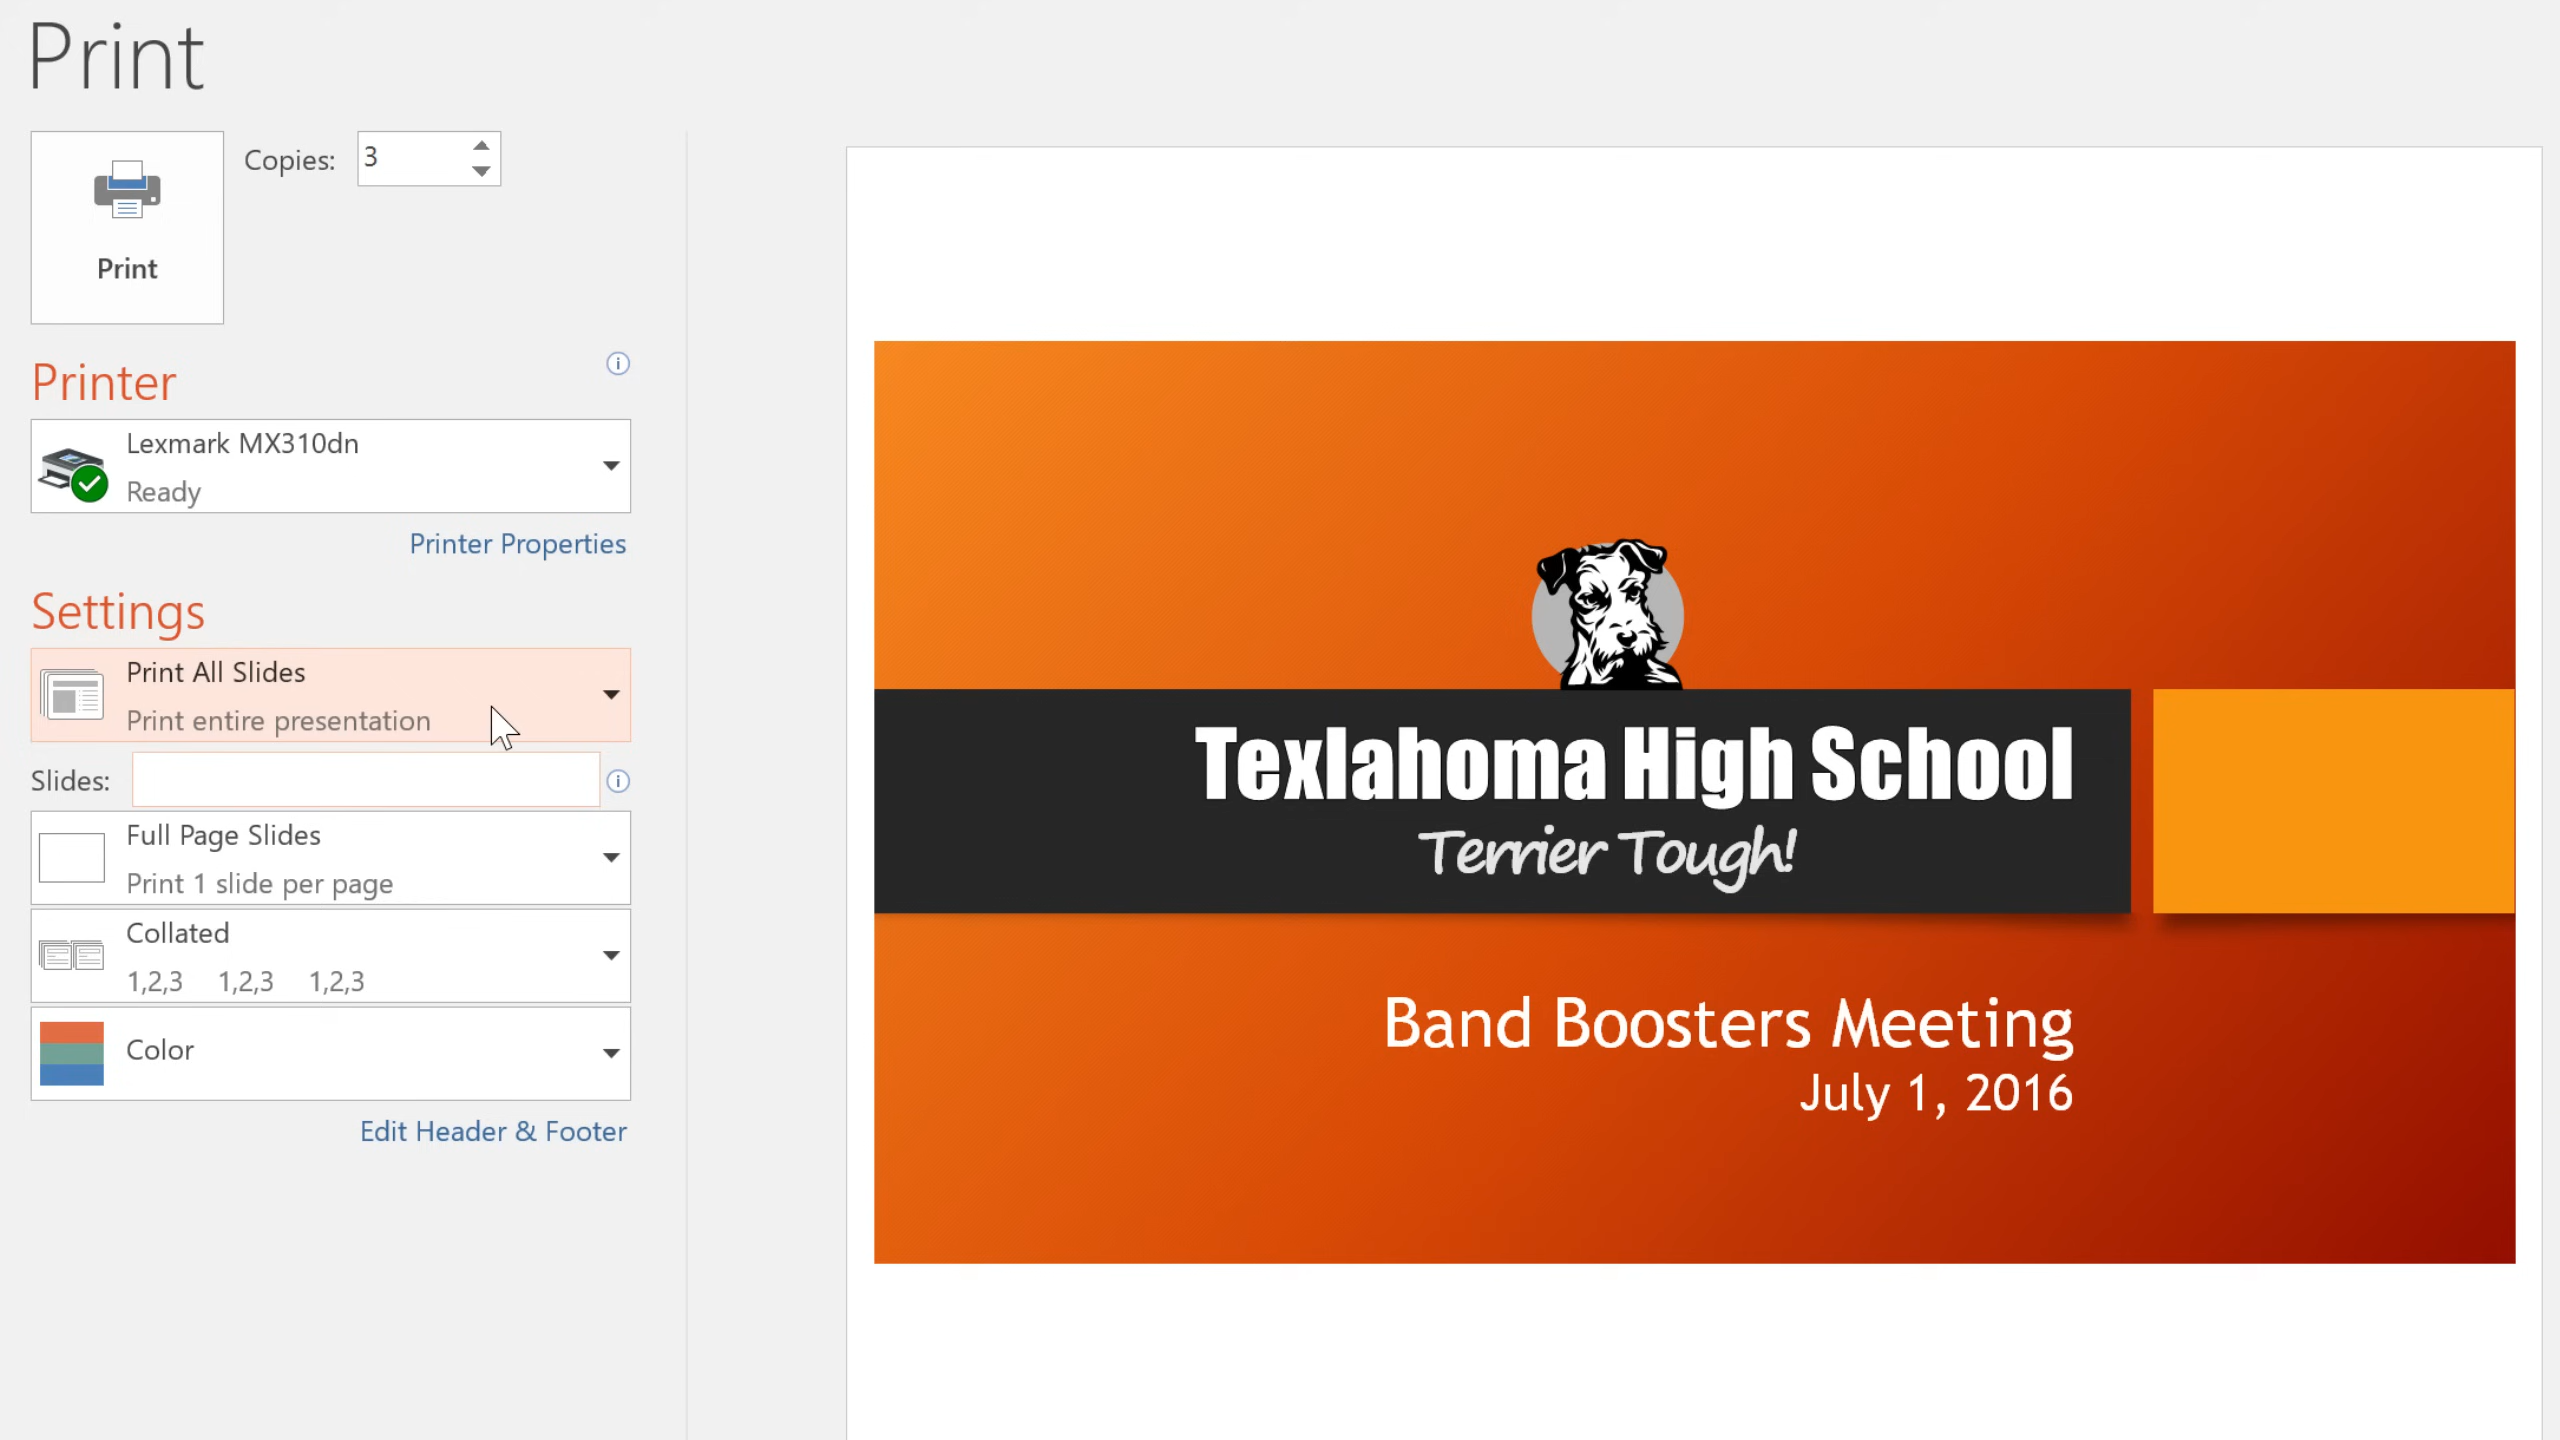 Print
Print
Copies: 3
Printer
Lexmark MX310dn
Ready
Printer Properties
Settings
Print All Slides
Print entire presentation
Slides:
Full Page Slides
Print 1 slide per page
Collated
1,2,3 1,2,3 1,2,3
Color
Edit Header & Footer
Texlahoma High School
Terrier Tough!
Band Boosters Meeting
July 1, 2016